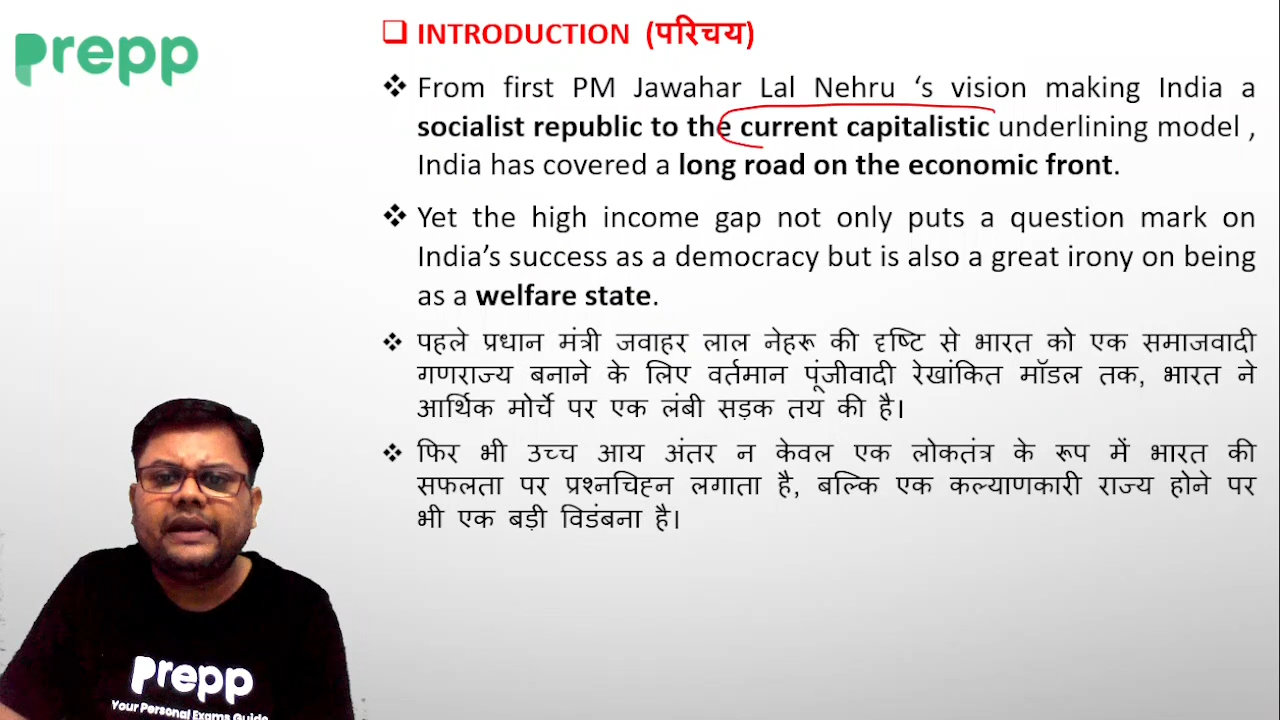 prepp
❑ INTRODUCTION (परिचय)
❖ From first PM Jawahar Lal Nehru ‘s vision making India a
socialist republic to the current capitalistic underlining model ,
India has covered a long road on the economic front.
❖ Yet the high income gap not only puts a question mark on
India’s success as a democracy but is also a great irony on being
as a welfare state.
❖ पहले प्रधान मंत्री जवाहर लाल नेहरू की दृष्टि से भारत को एक समाजवादी
गणराज्य बनाने के लिए वर्तमान पूंजीवादी रेखांकित मॉडल तक, भारत ने
आर्थिक मोर्चे पर एक लंबी सड़क तय की है।
❖ फिर भी उच्च आय अंतर न केवल एक लोकतंत्र के रूप में भारत की
सफलता पर प्रश्नचिह्न लगाता है, बल्कि एक कल्याणकारी राज्य होने पर
भी एक बड़ी विडंबना है।
prepp
Your Personal Exams Guide